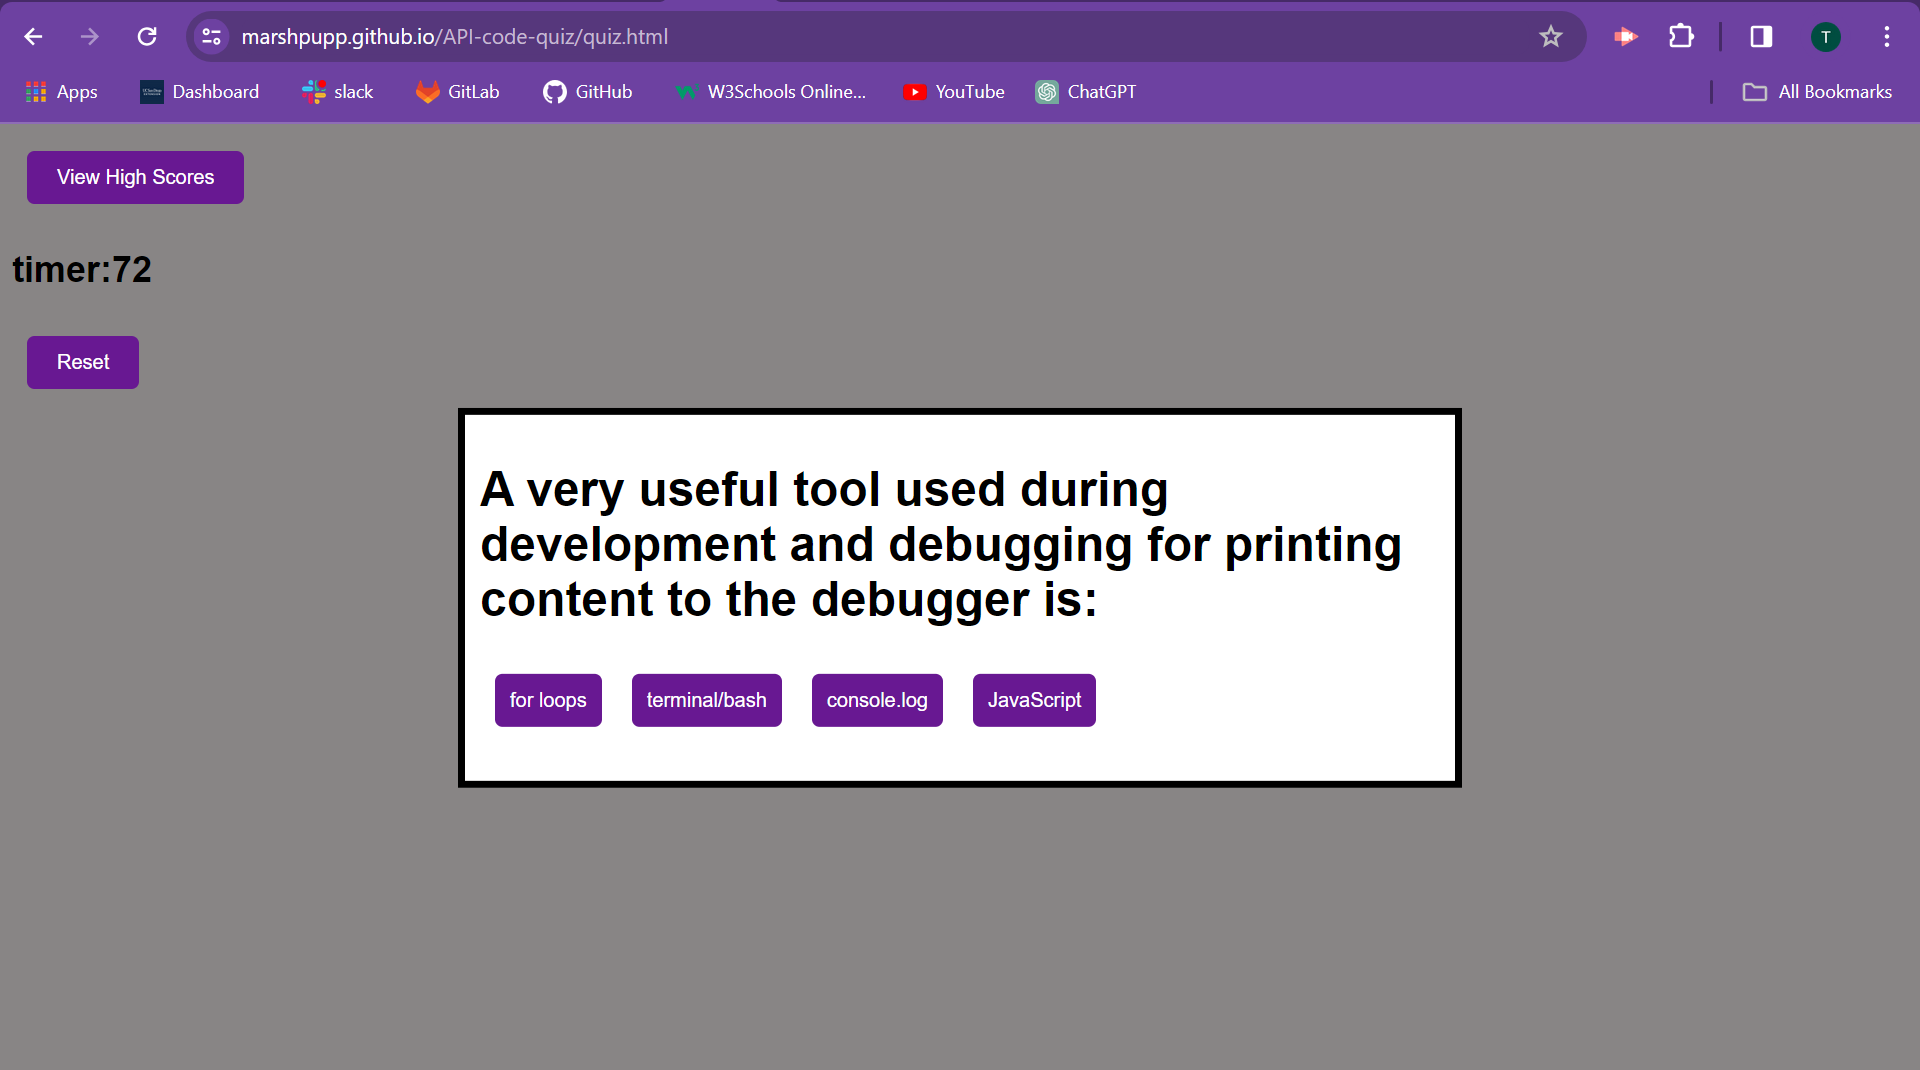 marshpupp.github.io/API-code-quiz/quiz.html
T
Apps Dashboard slack GitLab GitHub W3Schools Online... YouTube ChatGPT All Bookmarks
View High Scores
timer:72
Reset
A very useful tool used during
development and debugging for printing
content to the debugger is:
for loops terminal/bash console.log JavaScript